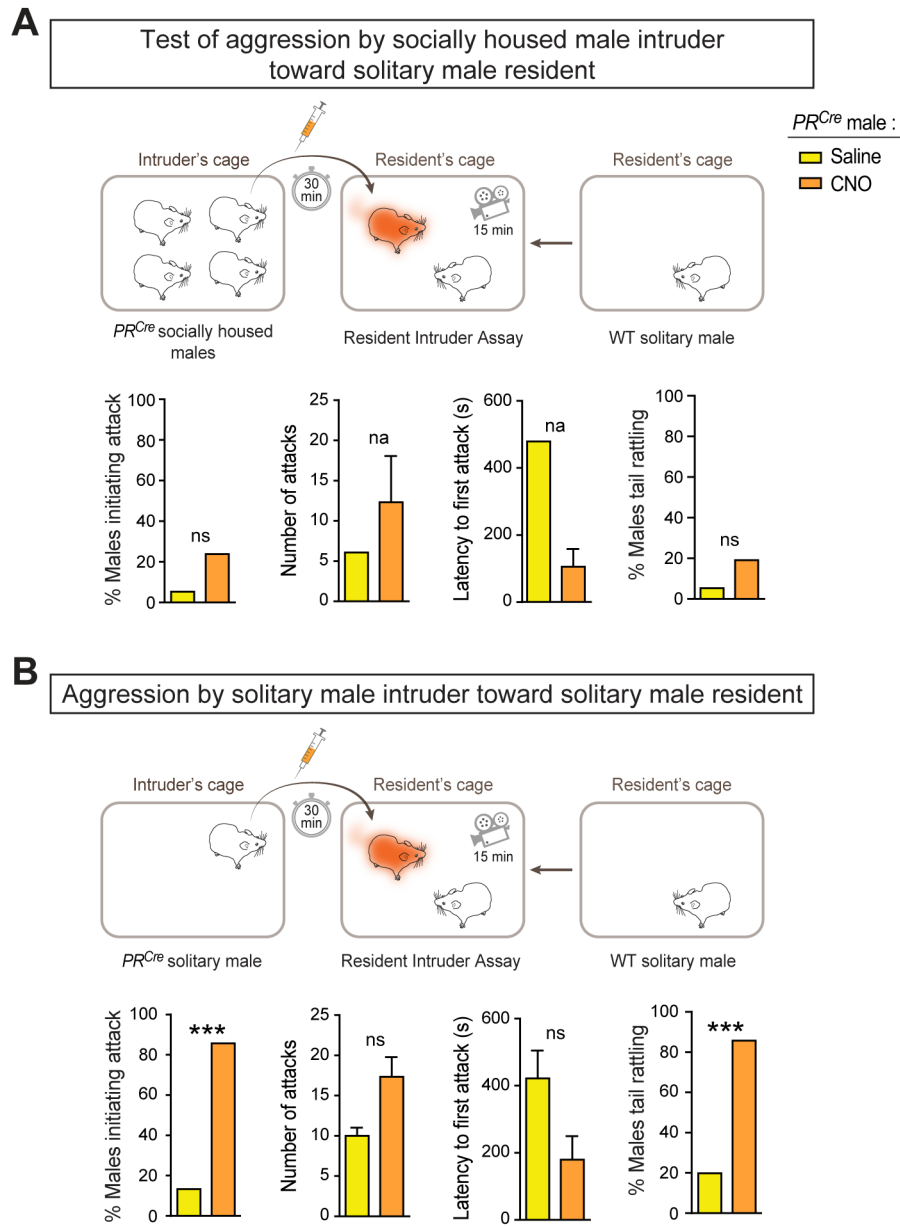 A
Test of aggression by socially housed male intruder
toward solitary male resident
PR^Cre male :
Saline
CNO
Intruder's cage
30
min
Resident's cage
15 min
Resident's cage
PR^Cre socially housed
males
Resident Intruder Assay
WT solitary male
% Males initiating attack
100
80
60
40
20
0
ns
Number of attacks
25
20
15
10
5
0
na
Latency to first attack (s)
600
400
200
0
na
% Males tail rattling
100
80
60
40
20
0
ns
B
Aggression by solitary male intruder toward solitary male resident
Intruder's cage
30
min
Resident's cage
15 min
Resident's cage
PR^Cre solitary male
Resident Intruder Assay
WT solitary male
% Males initiating attack
100
80
60
40
20
0
***
Number of attacks
25
20
15
10
5
0
ns
Latency to first attack (s)
600
400
200
0
ns
% Males tail rattling
100
80
60
40
20
0
***